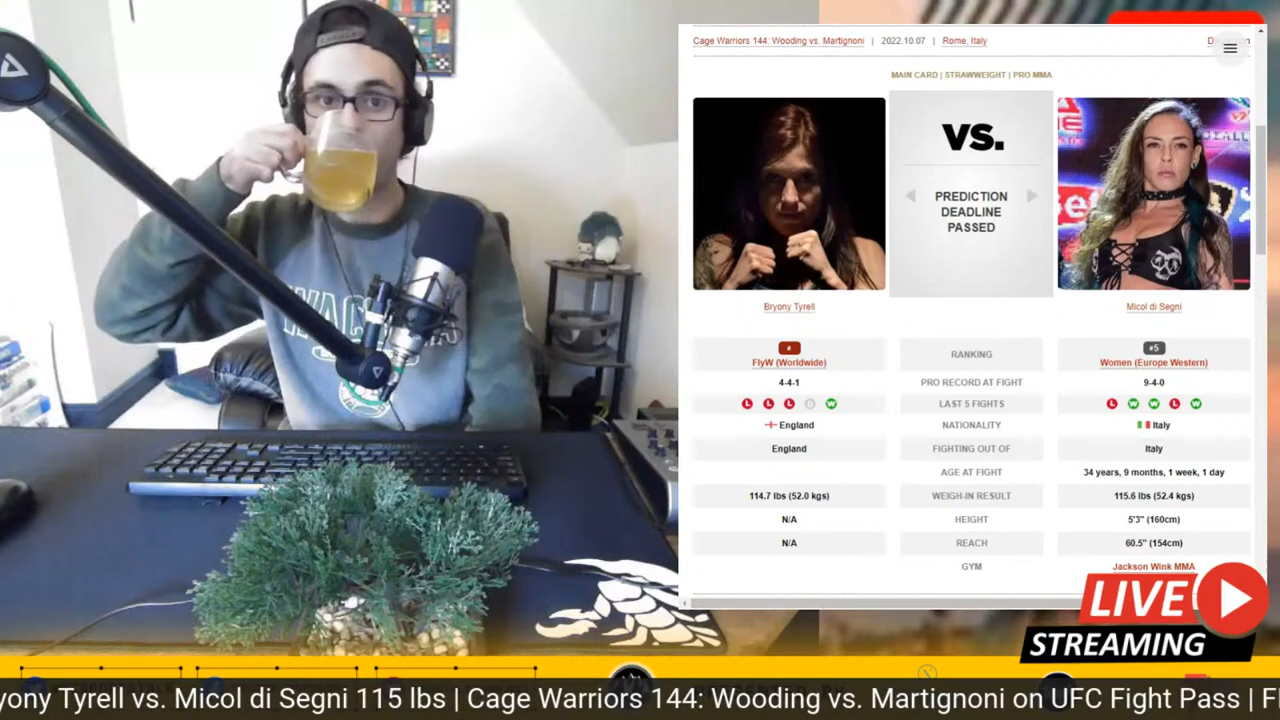 Cage Warriors 144: Wooding vs. Martignoni | 2022.10.07 | Rome, Italy
MAIN CARD | STRAWWEIGHT | PRO MMA
VS.
PREDICTION
DEADLINE
PASSED
Bryony Tyrell
Micol di Segni
# RANKING #5
FlyW (Worldwide) Women (Europe Western)
4-4-1 PRO RECORD AT FIGHT 9-4-0
L L L D W LAST 5 FIGHTS L W W L W
England NATIONALITY Italy
England FIGHTING OUT OF Italy
AGE AT FIGHT 34 years, 9 months, 1 week, 1 day
114.7 lbs (52.0 kgs) WEIGH-IN RESULT 115.6 lbs (52.4 kgs)
N/A HEIGHT 5'3" (160cm)
N/A REACH 60.5" (154cm)
GYM Jackson Wink MMA
LIVE
STREAMING
yony Tyrell vs. Micol di Segni 115 lbs | Cage Warriors 144: Wooding vs. Martignoni on UFC Fight Pass | F